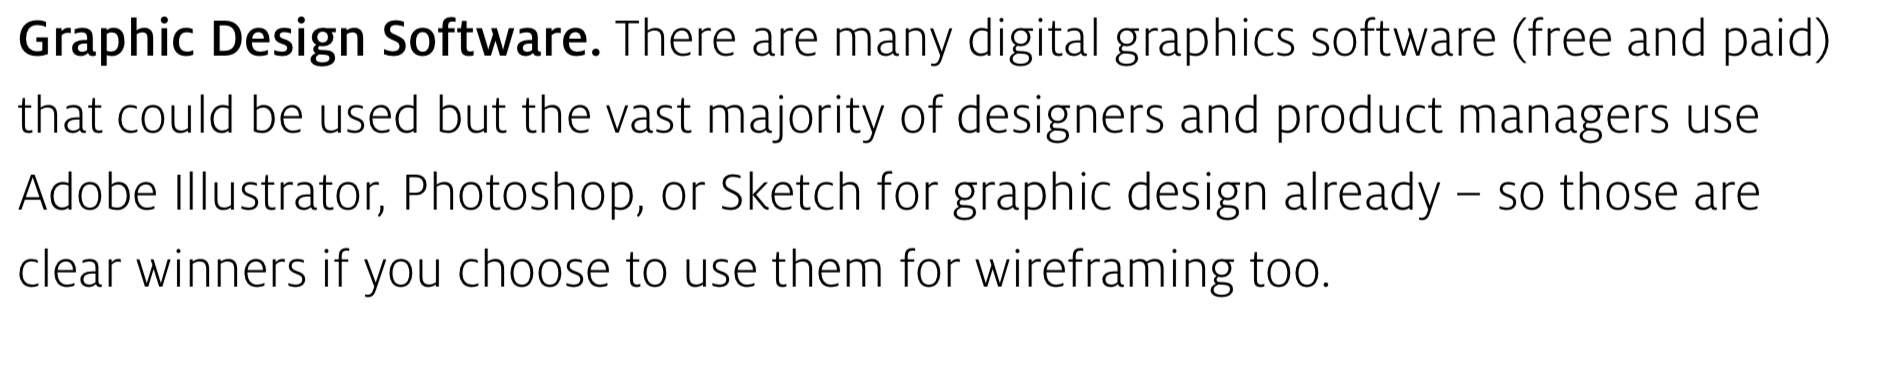 Graphic Design Software. There are many digital graphics software (free and paid)
that could be used but the vast majority of designers and product managers use
Adobe Illustrator, Photoshop, or Sketch for graphic design already – so those are
clear winners if you choose to use them for wireframing too.